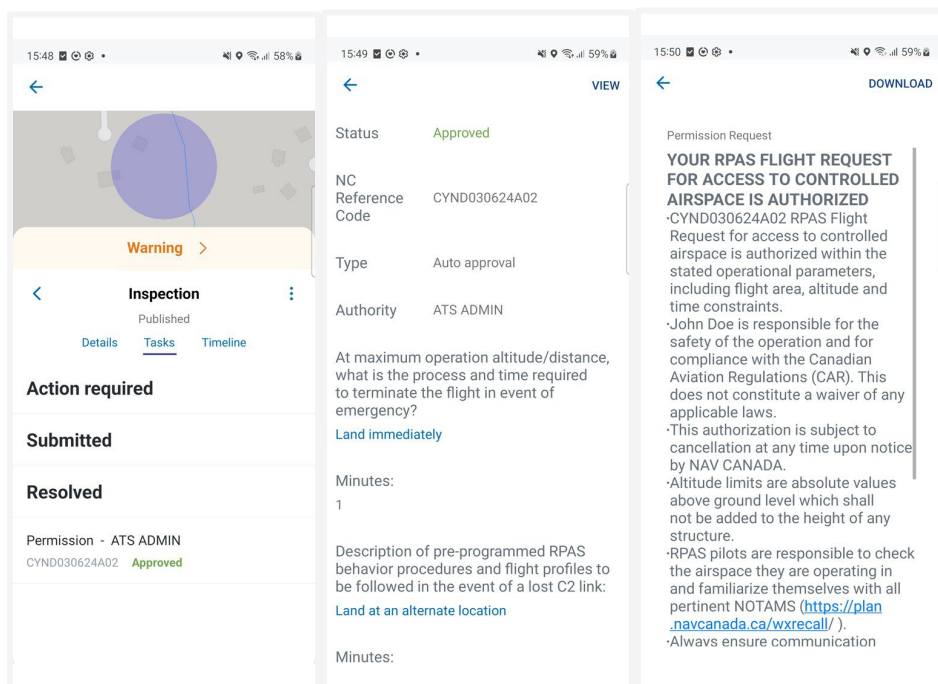 15:48
58%
Warning >
Inspection
Published
Details Tasks Timeline
Action required
Submitted
Resolved
Permission - ATS ADMIN
CYND030624A02 Approved
15:49
59%
VIEW
Status Approved
NC
Reference
Code
CYND030624A02
Type Auto approval
Authority ATS ADMIN
At maximum operation altitude/distance,
what is the process and time required
to terminate the flight in event of
emergency?
Land immediately
Minutes:
1
Description of pre-programmed RPAS
behavior procedures and flight profiles to
be followed in the event of a lost C2 link:
Land at an alternate location
Minutes:
15:50
59%
DOWNLOAD
Permission Request
YOUR RPAS FLIGHT REQUEST
FOR ACCESS TO CONTROLLED
AIRSPACE IS AUTHORIZED
·CYND030624A02 RPAS Flight
Request for access to controlled
airspace is authorized within the
stated operational parameters,
including flight area, altitude and
time constraints.
·John Doe is responsible for the
safety of the operation and for
compliance with the Canadian
Aviation Regulations (CAR). This
does not constitute a waiver of any
applicable laws.
·This authorization is subject to
cancellation at any time upon notice
by NAV CANADA.
·Altitude limits are absolute values
above ground level which shall
not be added to the height of any
structure.
·RPAS pilots are responsible to check
the airspace they are operating in
and familiarize themselves with all
pertinent NOTAMS (https://plan
.navcanada.ca/wxrecall/ ).
·Always ensure communication